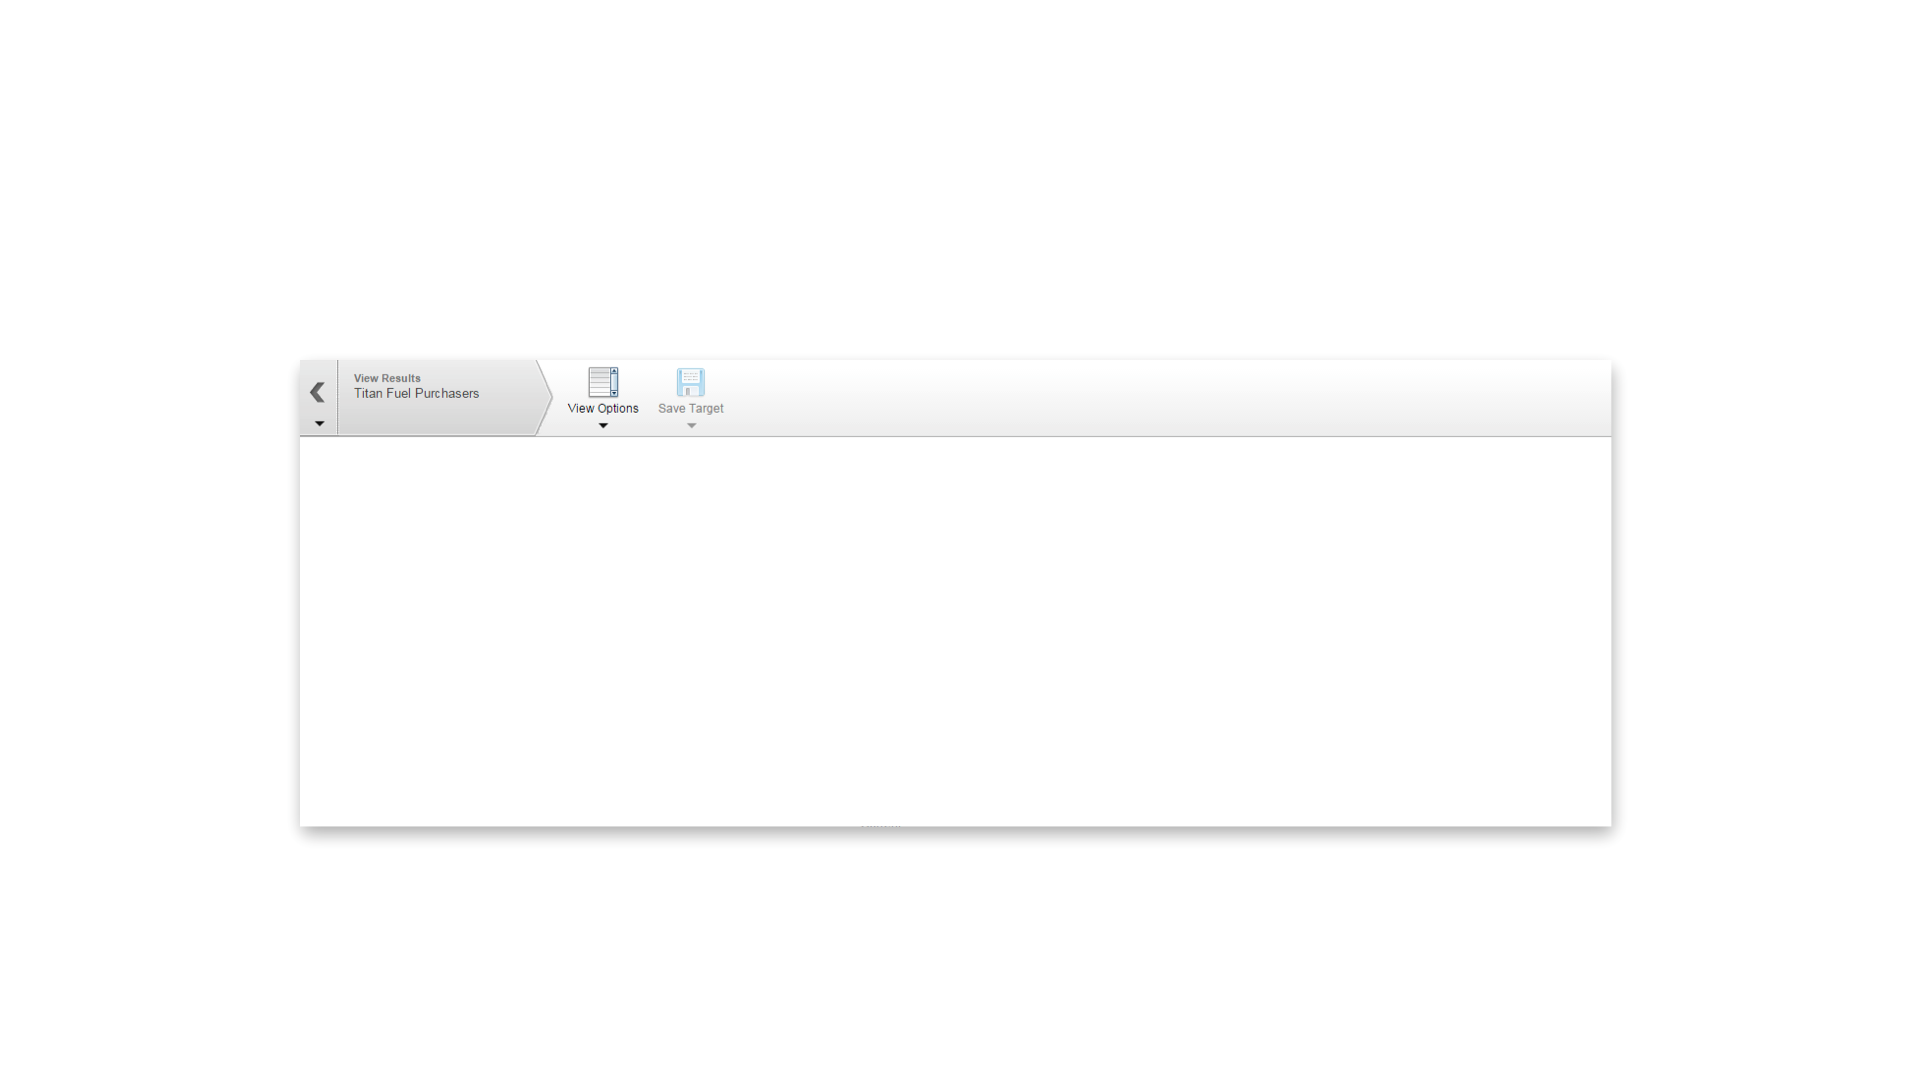 View Results
Titan Fuel Purchasers
View Options
Save Target